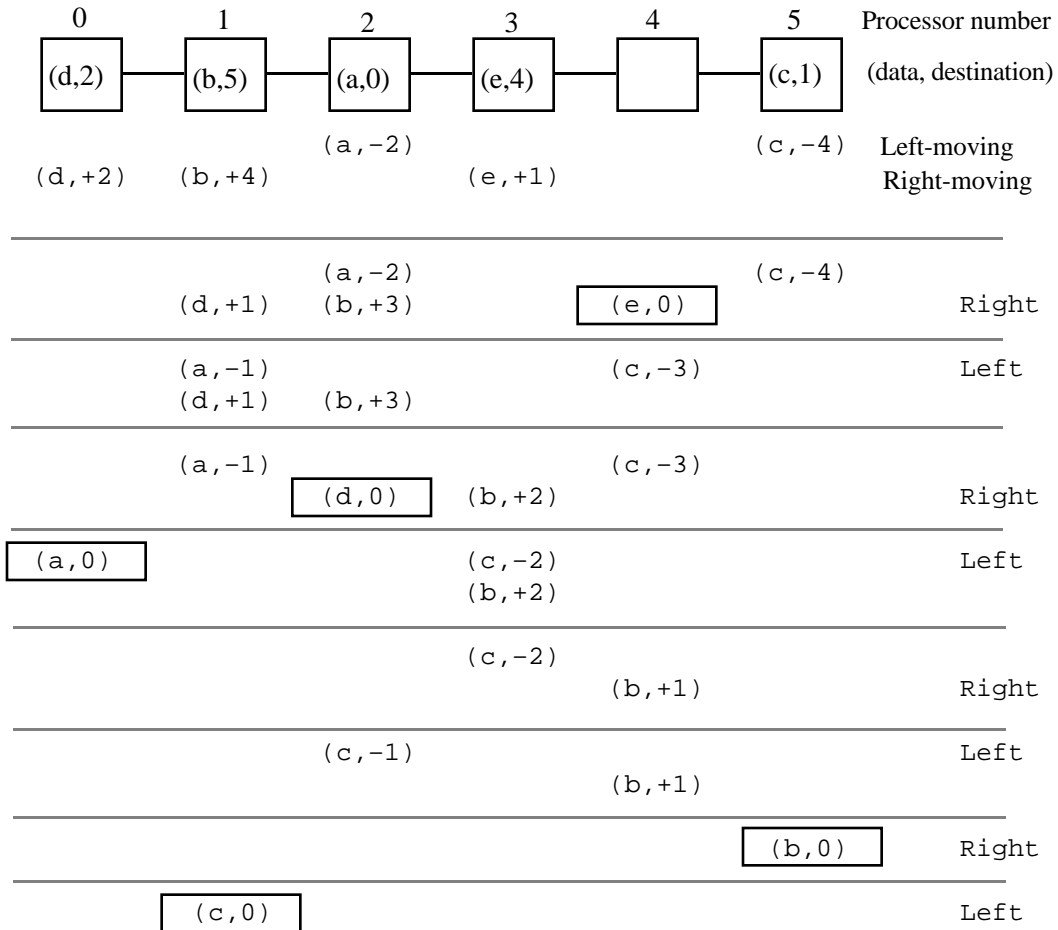 0 1 2 3 4 5 Processor number
(d,2) (b,5) (a,0) (e,4) (c,1) (data, destination)
(a,−2) (c,−4) Left-moving
(d,+2) (b,+4) (e,+1) Right-moving
(a,−2) (c,−4)
(d,+1) (b,+3) (e,0) Right
(a,−1) (c,−3) Left
(d,+1) (b,+3)
(a,−1) (c,−3)
(d,0) (b,+2) Right
(a,0) (c,−2) Left
(b,+2)
(c,−2)
(b,+1) Right
(c,−1) Left
(b,+1)
(b,0) Right
(c,0) Left